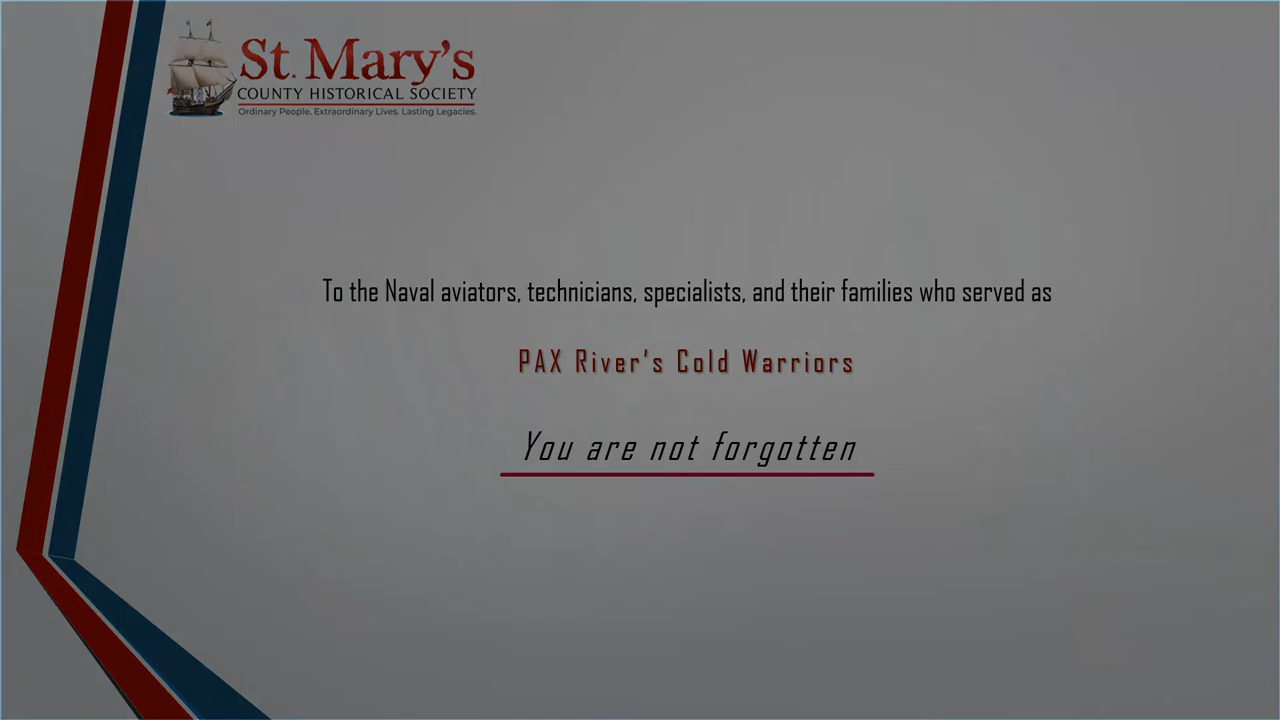 St. Mary's
COUNTY HISTORICAL SOCIETY
Ordinary People. Extraordinary Lives. Lasting Legacies.
To the Naval aviators, technicians, specialists, and their families who served as
PAX River's Cold Warriors
You are not forgotten